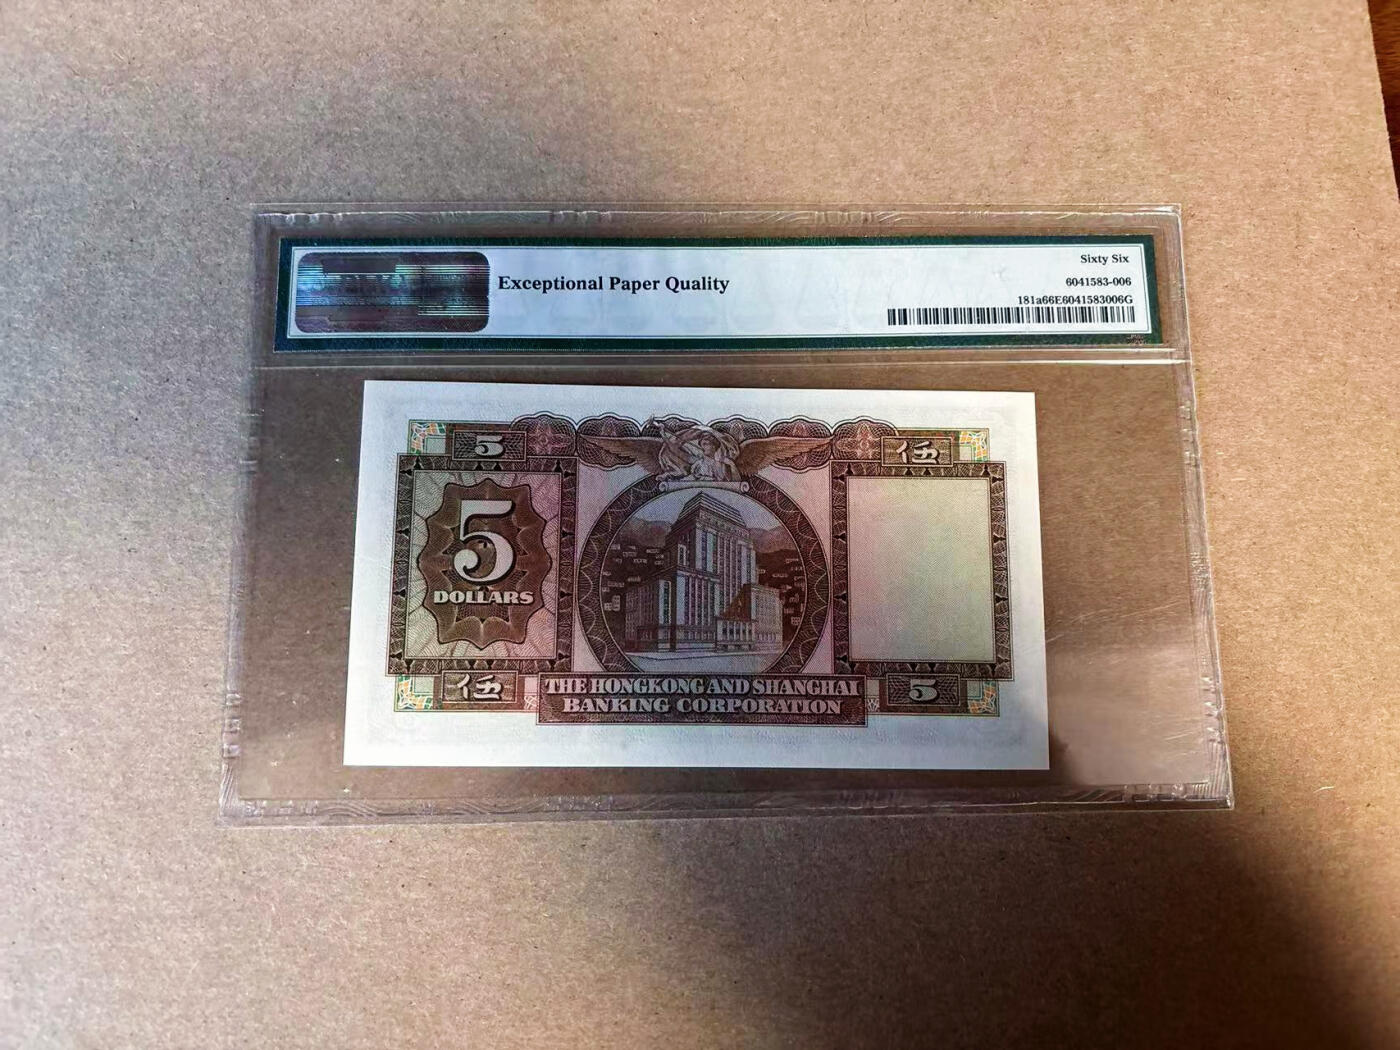 Exceptional Paper Quality
Sixty Six
6041583-006
181a66E6041583006G
5
伍
5
DOLLARS
伍
THE HONGKONG AND SHANGHAI
BANKING CORPORATION
5